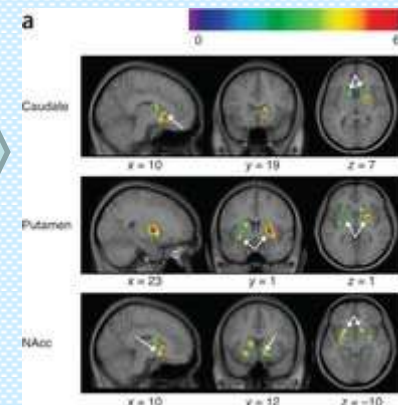 a
0 6
Caudate
x = 10 y = 19 z = 7
Putamen
x = 23 y = 1 z = 1
NAcc
x = 10 y = 12 z = −10